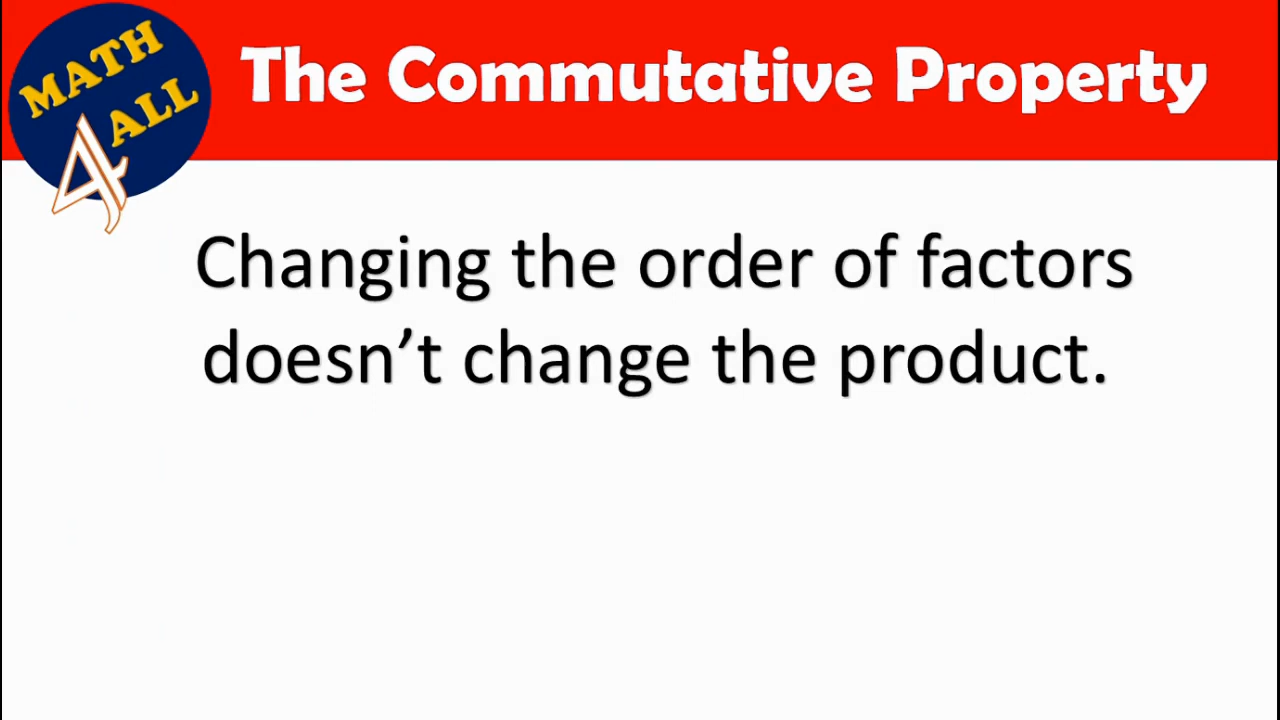 MATH
4 ALL
The Commutative Property
Changing the order of factors
doesn’t change the product.